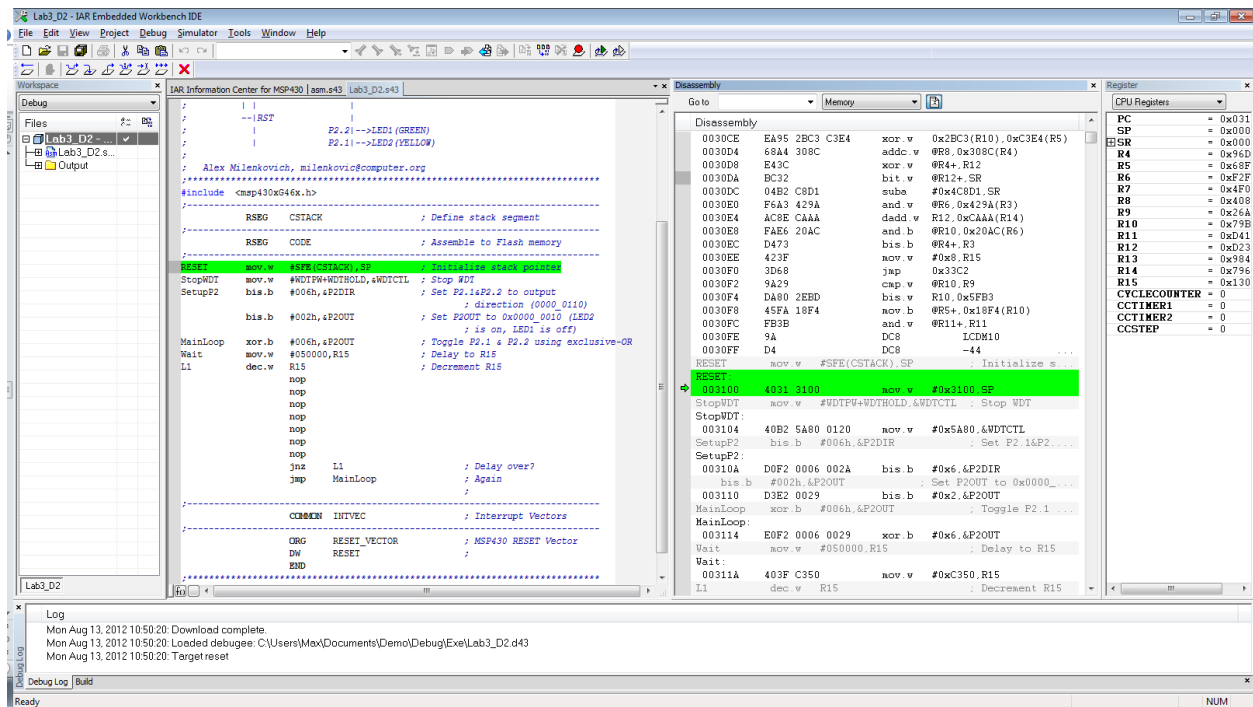 Lab3_D2 - IAR Embedded Workbench IDE
File Edit View Project Debug Simulator Tools Window Help
Workspace
Debug
Files
Lab3_D2 - ...
Lab3_D2.s...
Output
Lab3_D2
IAR Information Center for MSP430 | asm.s43 | Lab3_D2.s43
; | | |
; --|RST |
; | P2.2|-->LED1(GREEN)
; | P2.1|-->LED2(YELLOW)
;
; Alex Milenkovich, milenkovic@computer.org
;******************************************************************************
#include <msp430xG46x.h>
;------------------------------------------------------------------------------
RSEG CSTACK ; Define stack segment
;------------------------------------------------------------------------------
RSEG CODE ; Assemble to Flash memory
;------------------------------------------------------------------------------
RESET mov.w #SFE(CSTACK),SP ; Initialize stack pointer
StopWDT mov.w #WDTPW+WDTHOLD,&WDTCTL ; Stop WDT
SetupP2 bis.b #006h,&P2DIR ; Set P2.1&P2.2 to output
; direction (0000_0110)
bis.b #002h,&P2OUT ; Set P2OUT to 0x0000_0010 (LED2
; is on, LED1 is off)
MainLoop xor.b #006h,&P2OUT ; Toggle P2.1 & P2.2 using exclusive-OR
Wait mov.w #050000,R15 ; Delay to R15
L1 dec.w R15 ; Decrement R15
nop
nop
nop
nop
nop
nop
nop
jnz L1 ; Delay over?
jmp MainLoop ; Again
;
;------------------------------------------------------------------------------
COMMON INTVEC ; Interrupt Vectors
;------------------------------------------------------------------------------
ORG RESET_VECTOR ; MSP430 RESET Vector
DW RESET ;
END
;******************************************************************************
Disassembly
Go to Memory
Disassembly
0030CE EA95 2BC3 C3E4 xor.w 0x2BC3(R10),0xC3E4(R5)
0030D4 68A4 308C addc.w @R8,0x308C(R4)
0030D8 E43C xor.w @R4+,R12
0030DA BC32 bit.w @R12+,SR
0030DC 04B2 C8D1 suba #0x4C8D1,SR
0030E0 F6A3 429A and.w @R6,0x429A(R3)
0030E4 AC8E CAAA dadd.w R12,0xCAAA(R14)
0030E8 FAE6 20AC and.b @R10,0x20AC(R6)
0030EC D473 bis.b @R4+,R3
0030EE 423F mov.w #0x8,R15
0030F0 3D68 jmp 0x33C2
0030F2 9A29 cmp.w @R10,R9
0030F4 DA80 2EBD bis.w R10,0x5FB3
0030F8 45FA 18F4 mov.b @R5+,0x18F4(R10)
0030FC FB3B and.w @R11+,R11
0030FE 9A DC8 LCDM10
0030FF D4 DC8 -44 ...
RESET mov.w #SFE(CSTACK),SP ; Initialize s...
RESET:
003100 4031 3100 mov.w #0x3100,SP
StopWDT mov.w #WDTPW+WDTHOLD,&WDTCTL ; Stop WDT
StopWDT:
003104 40B2 5A80 0120 mov.w #0x5A80,&WDTCTL
SetupP2 bis.b #006h,&P2DIR ; Set P2.1&P2....
SetupP2:
00310A D0F2 0006 002A bis.b #0x6,&P2DIR
bis.b #002h,&P2OUT ; Set P2OUT to 0x0000_...
003110 D3E2 0029 bis.b #0x2,&P2OUT
MainLoop xor.b #006h,&P2OUT ; Toggle P2.1 ...
MainLoop:
003114 E0F2 0006 0029 xor.b #0x6,&P2OUT
Wait mov.w #050000,R15 ; Delay to R15
Wait:
00311A 403F C350 mov.w #0xC350,R15
L1 dec.w R15 ; Decrement R15
Register
CPU Registers
PC = 0x031
SP = 0x000
SR = 0x000
R4 = 0x96D
R5 = 0x68F
R6 = 0xF2F
R7 = 0x4F0
R8 = 0x408
R9 = 0x26A
R10 = 0x79B
R11 = 0xD41
R12 = 0xD23
R13 = 0x984
R14 = 0x796
R15 = 0x130
CYCLECOUNTER = 0
CCTIMER1 = 0
CCTIMER2 = 0
CCSTEP = 0
Log
Mon Aug 13, 2012 10:50:20: Download complete.
Mon Aug 13, 2012 10:50:20: Loaded debugee: C:\Users\Max\Documents\Demo\Debug\Exe\Lab3_D2.d43
Mon Aug 13, 2012 10:50:20: Target reset
Debug Log
Debug Log Build
Ready NUM